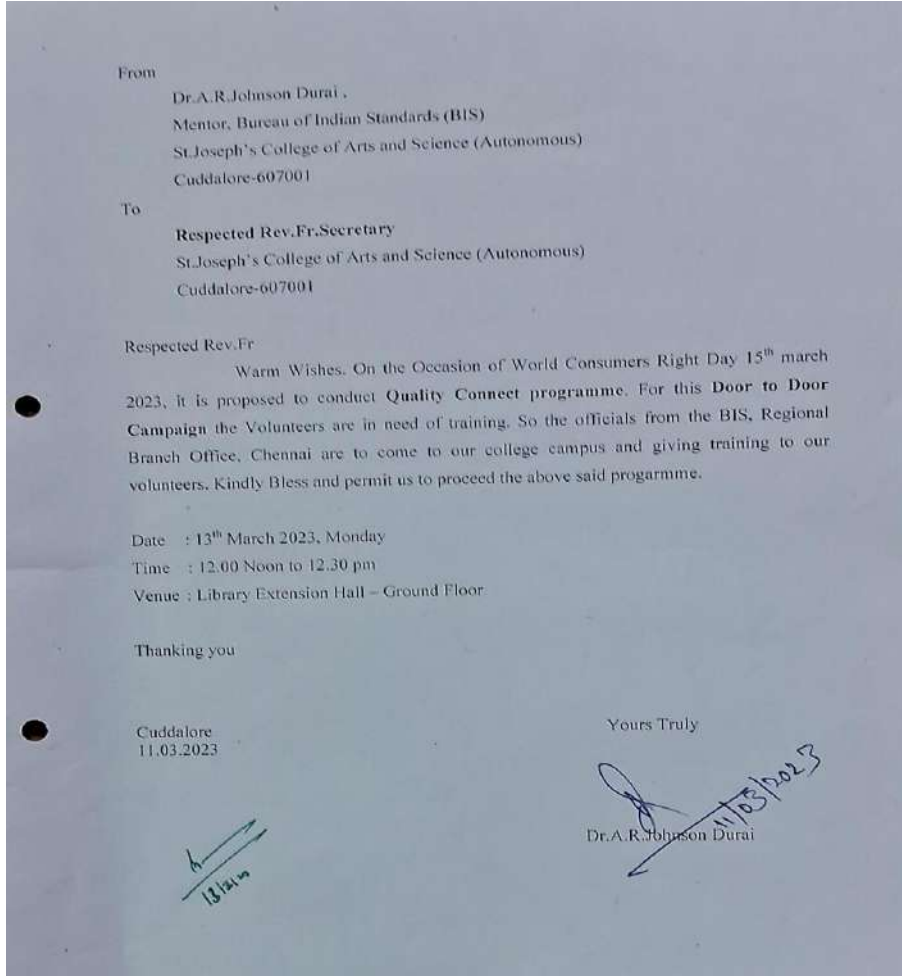 From
Dr.A.R.Johnson Durai .
Mentor, Bureau of Indian Standards (BIS)
St.Joseph's College of Arts and Science (Autonomous)
Cuddalore-607001
To
Respected Rev.Fr.Secretary
St.Joseph's College of Arts and Science (Autonomous)
Cuddalore-607001
Respected Rev.Fr
Warm Wishes. On the Occasion of World Consumers Right Day 15th march
2023, it is proposed to conduct Quality Connect programme. For this Door to Door
Campaign the Volunteers are in need of training. So the officials from the BIS, Regional
Branch Office, Chennai are to come to our college campus and giving training to our
volunteers. Kindly Bless and permit us to proceed the above said progarmme.
Date : 13th March 2023, Monday
Time : 12.00 Noon to 12.30 pm
Venue : Library Extension Hall – Ground Floor
Thanking you
Cuddalore
11.03.2023
Yours Truly
11/03/2023
Dr.A.R.Johnson Durai